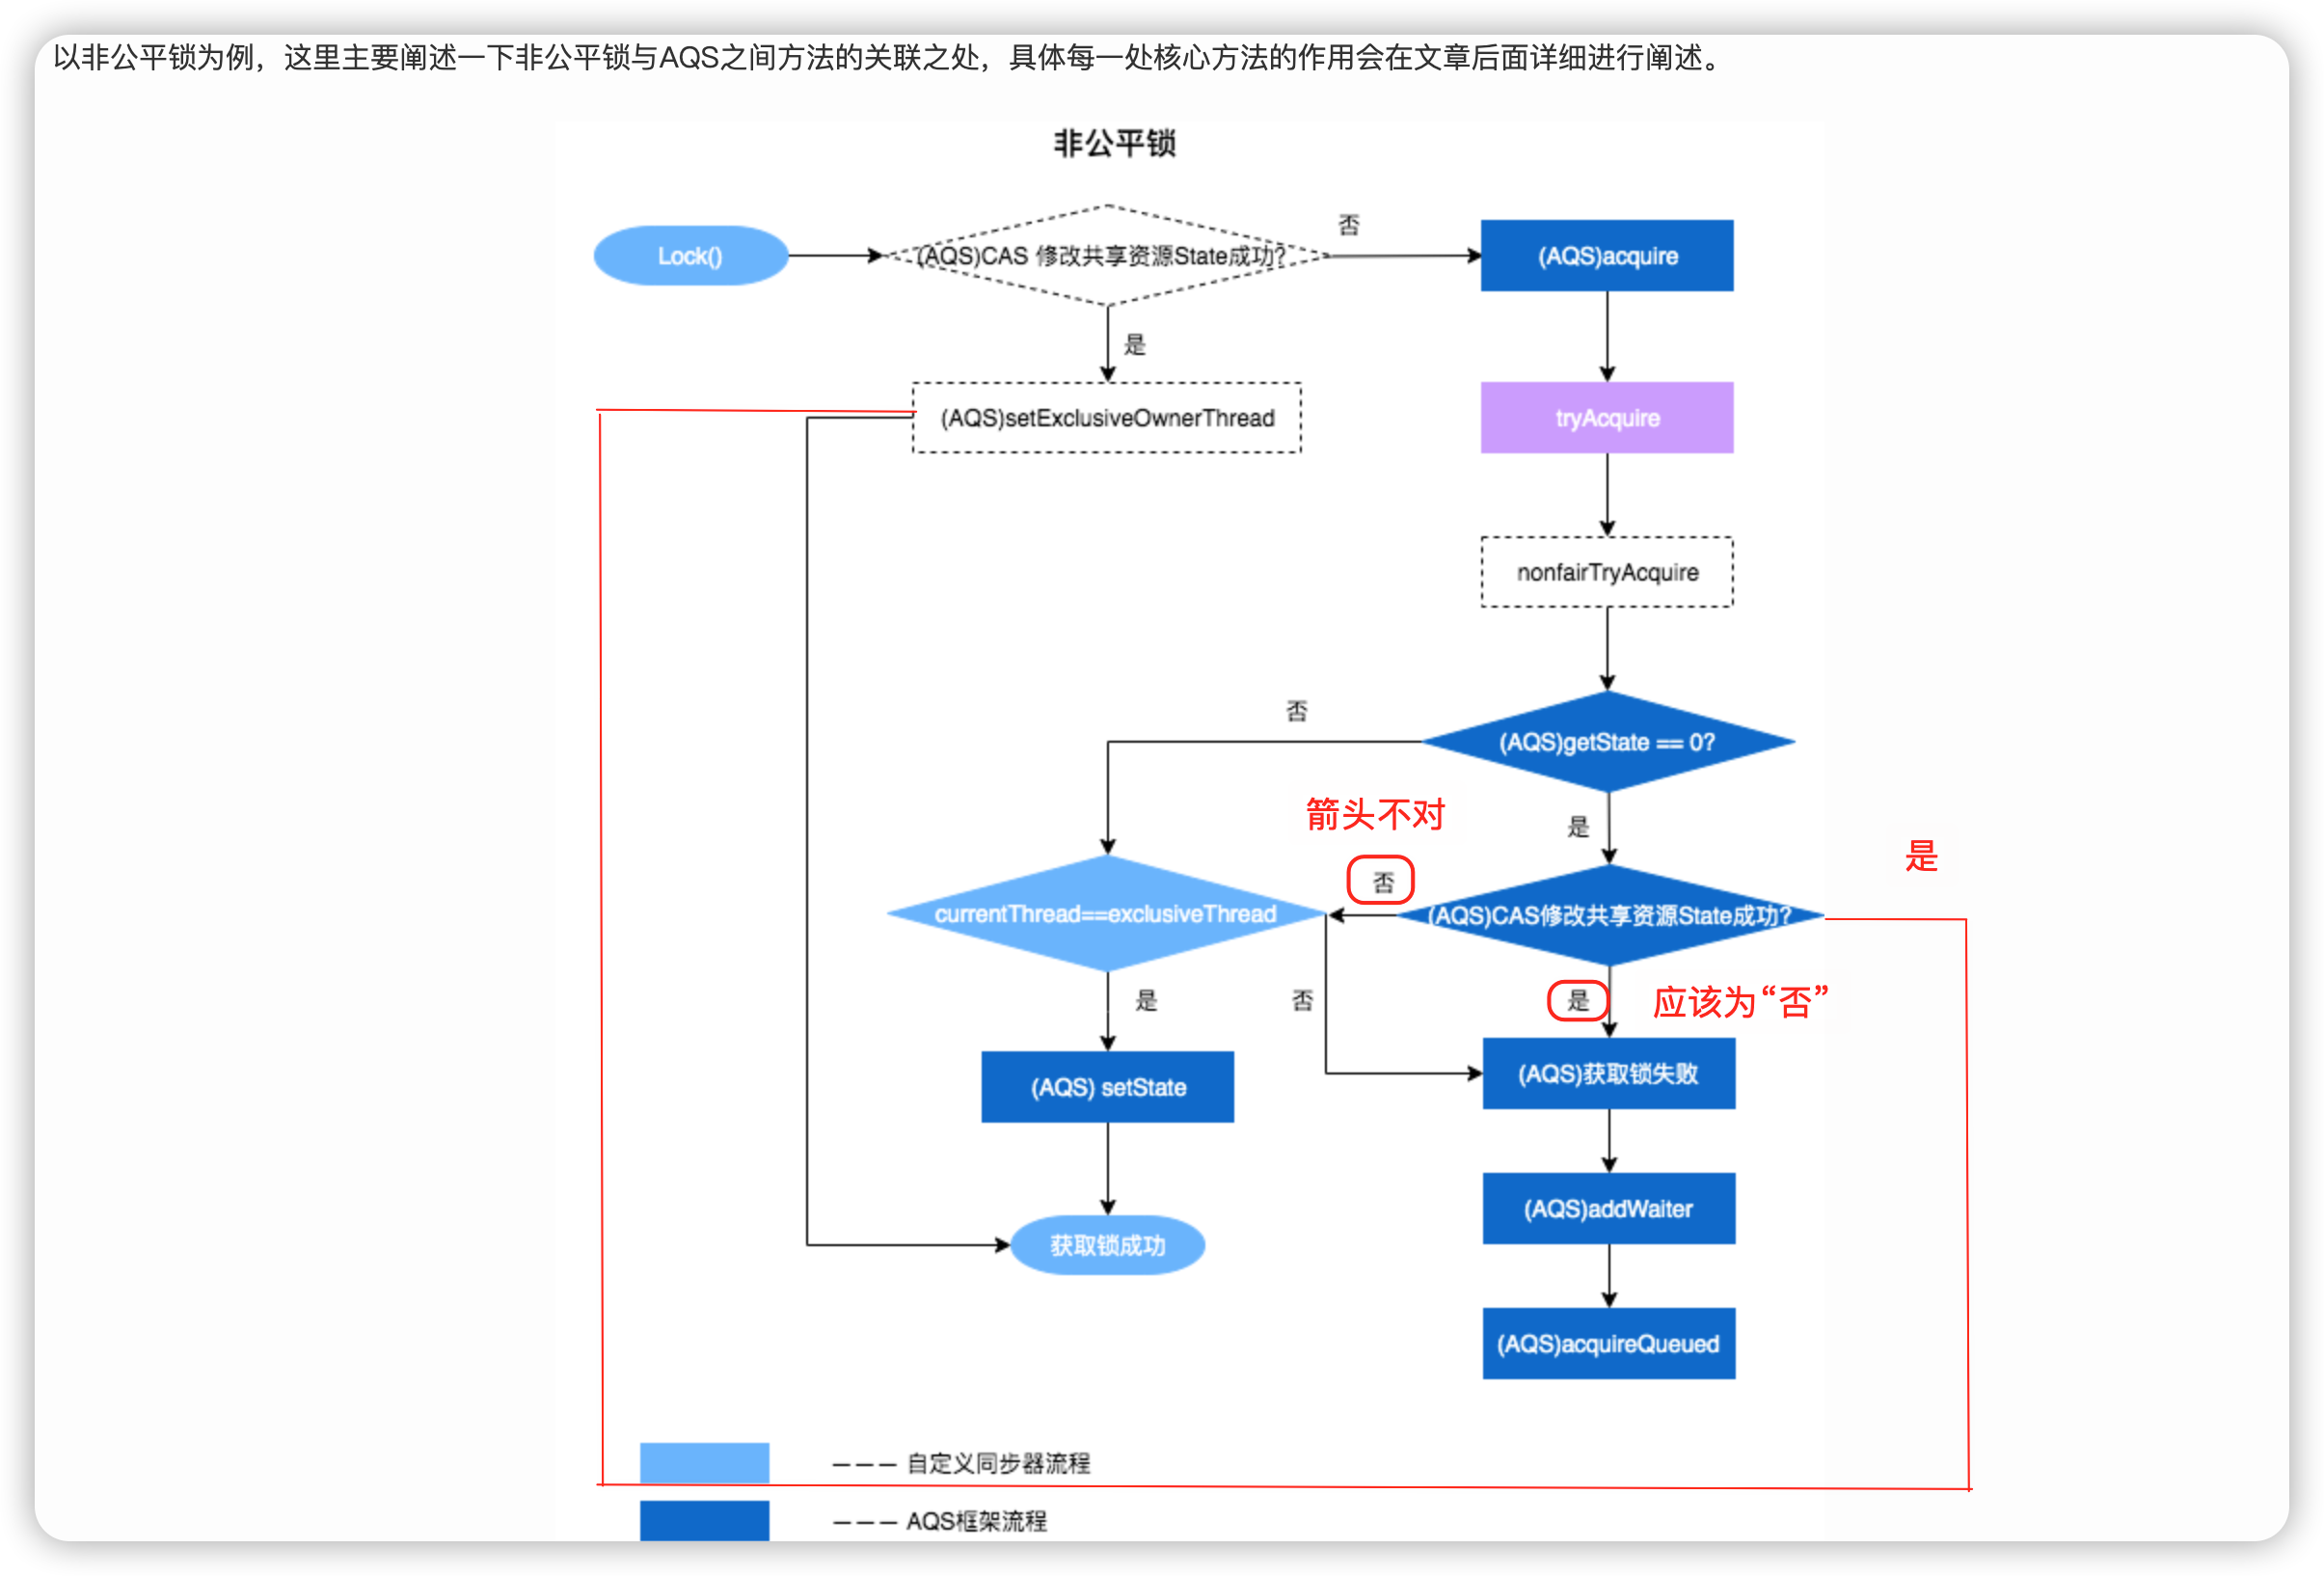 以非公平锁为例，这里主要阐述一下非公平锁与AQS之间方法的关联之处，具体每一处核心方法的作用会在文章后面详细进行阐述。
非公平锁
Lock()
(AQS)CAS 修改共享资源State成功?
否
(AQS)acquire
是
(AQS)setExclusiveOwnerThread
tryAcquire
nonfairTryAcquire
否
(AQS)getState == 0?
箭头不对
是
是
否
currentThread==exclusiveThread
(AQS)CAS修改共享资源State成功?
是
否
是
应该为“否”
(AQS) setState
(AQS)获取锁失败
(AQS)addWaiter
获取锁成功
(AQS)acquireQueued
——— 自定义同步器流程
——— AQS框架流程